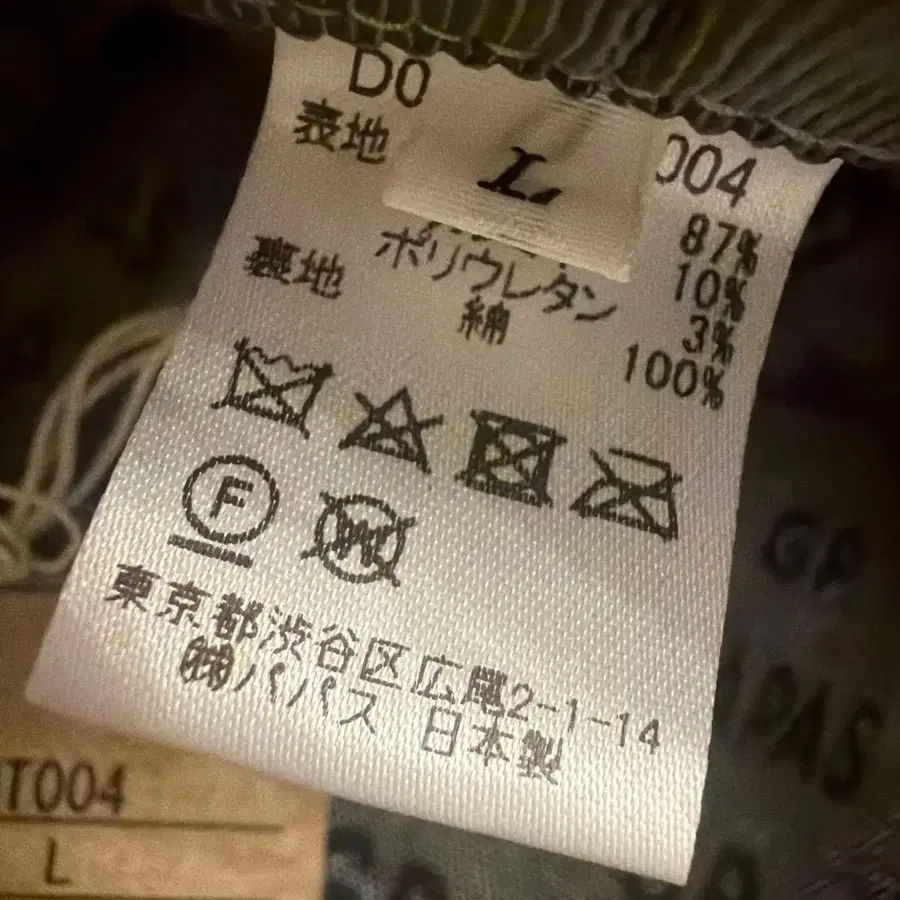 D0
004
表地
L
87%
ポリウレタン
10%
3%
裏地
綿
100%
F
W
東京都渋谷区広尾2-1-14
㈱パパス 日本製
T004
L
PAS